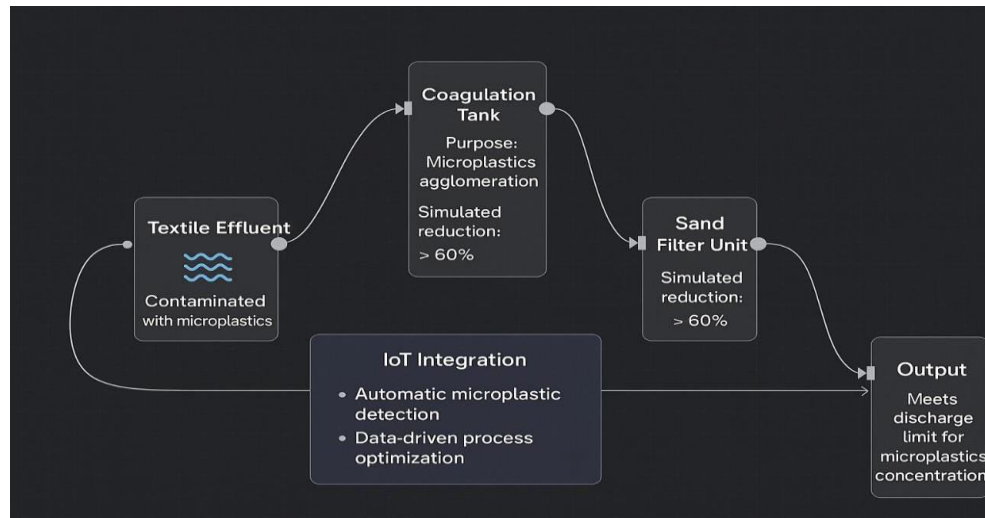 Textile Effluent
Contaminated
with microplastics
Coagulation
Tank
Purpose:
Microplastics
agglomeration
Simulated
reduction:
> 60%
Sand
Filter Unit
Simulated
reduction:
> 60%
IoT Integration
• Automatic microplastic
detection
• Data-driven process
optimization
Output
Meets
discharge
limit for
microplastics
concentration